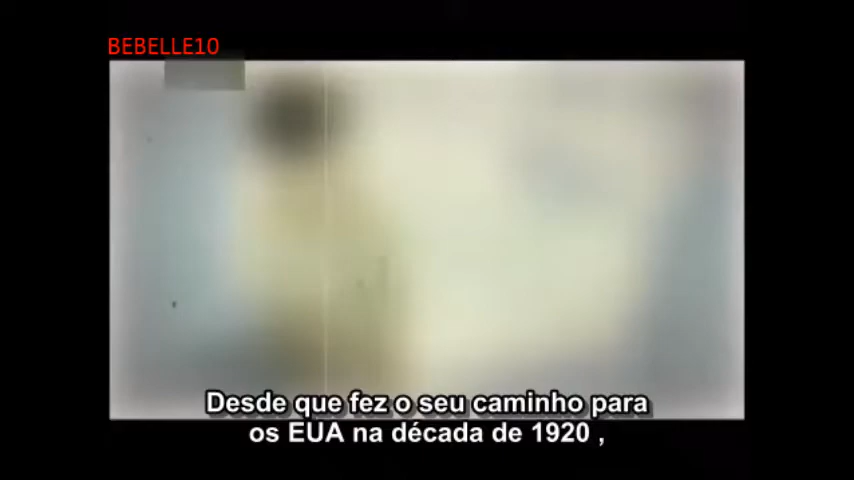 BEBELLE10
Desde que fez o seu caminho para
os EUA na década de 1920 ,